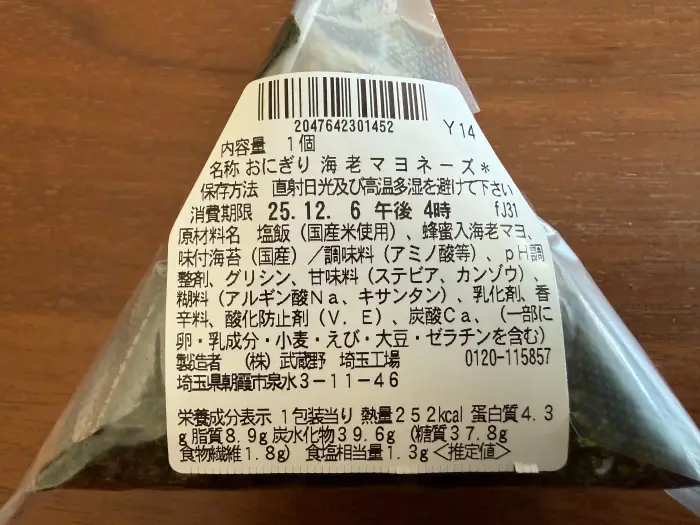 2047642301452
Y14
内容量 1個
名称 おにぎり 海老マヨネーズ*
保存方法 直射日光及び高温多湿を避けて下さい
消費期限 25.12. 6 午後 4時 fJ31
原材料名 塩飯(国産米使用)、蜂蜜入海老マヨ、
味付海苔(国産)/調味料(アミノ酸等)、pH調
整剤、グリシン、甘味料(ステビア、カンゾウ)、
糊料(アルギン酸Na、キサンタン)、乳化剤、香
辛料、酸化防止剤(V.E)、炭酸Ca、(一部に
卵・乳成分・小麦・えび・大豆・ゼラチンを含む)
製造者 (株)武蔵野 埼玉工場 0120-115857
埼玉県朝霞市泉水3-11-46
栄養成分表示 1包装当り 熱量252kcal 蛋白質4.3
g 脂質8.9g 炭水化物39.6g (糖質37.8g
食物繊維1.8g) 食塩相当量1.3g<推定値>